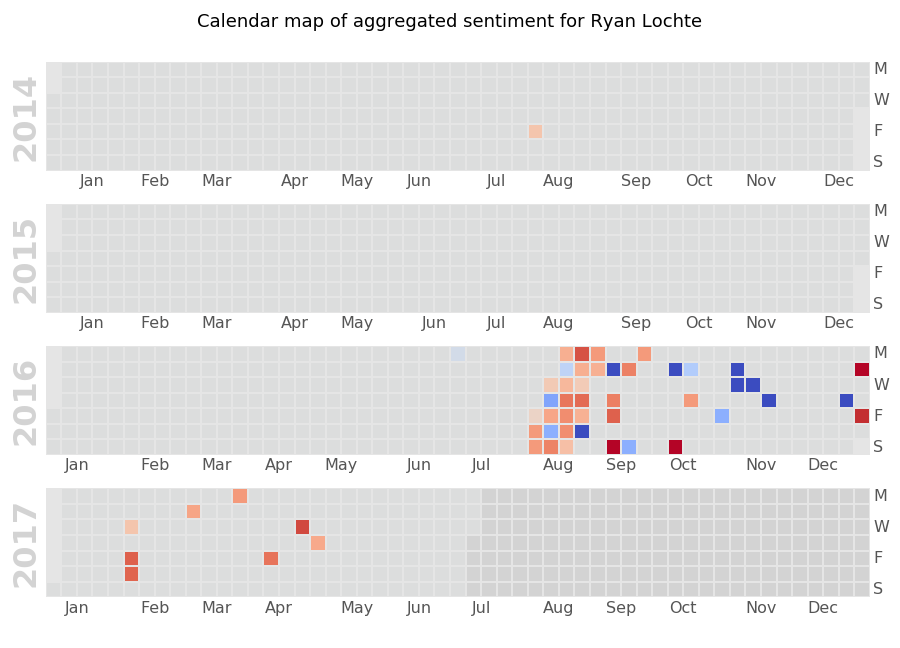 Calendar map of aggregated sentiment for Ryan Lochte
2014
M
W
F
S
Jan Feb Mar Apr May Jun Jul Aug Sep Oct Nov Dec
2015
M
W
F
S
Jan Feb Mar Apr May Jun Jul Aug Sep Oct Nov Dec
2016
M
W
F
S
Jan Feb Mar Apr May Jun Jul Aug Sep Oct Nov Dec
2017
M
W
F
S
Jan Feb Mar Apr May Jun Jul Aug Sep Oct Nov Dec